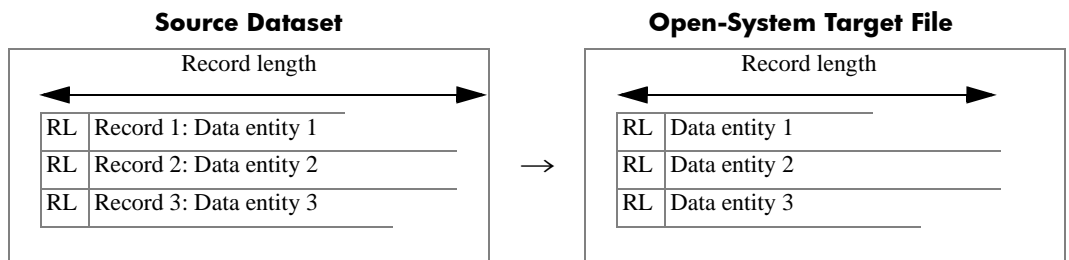 Source Dataset
Record length
RL Record 1: Data entity 1
RL Record 2: Data entity 2
RL Record 3: Data entity 3
→
Open-System Target File
Record length
RL Data entity 1
RL Data entity 2
RL Data entity 3